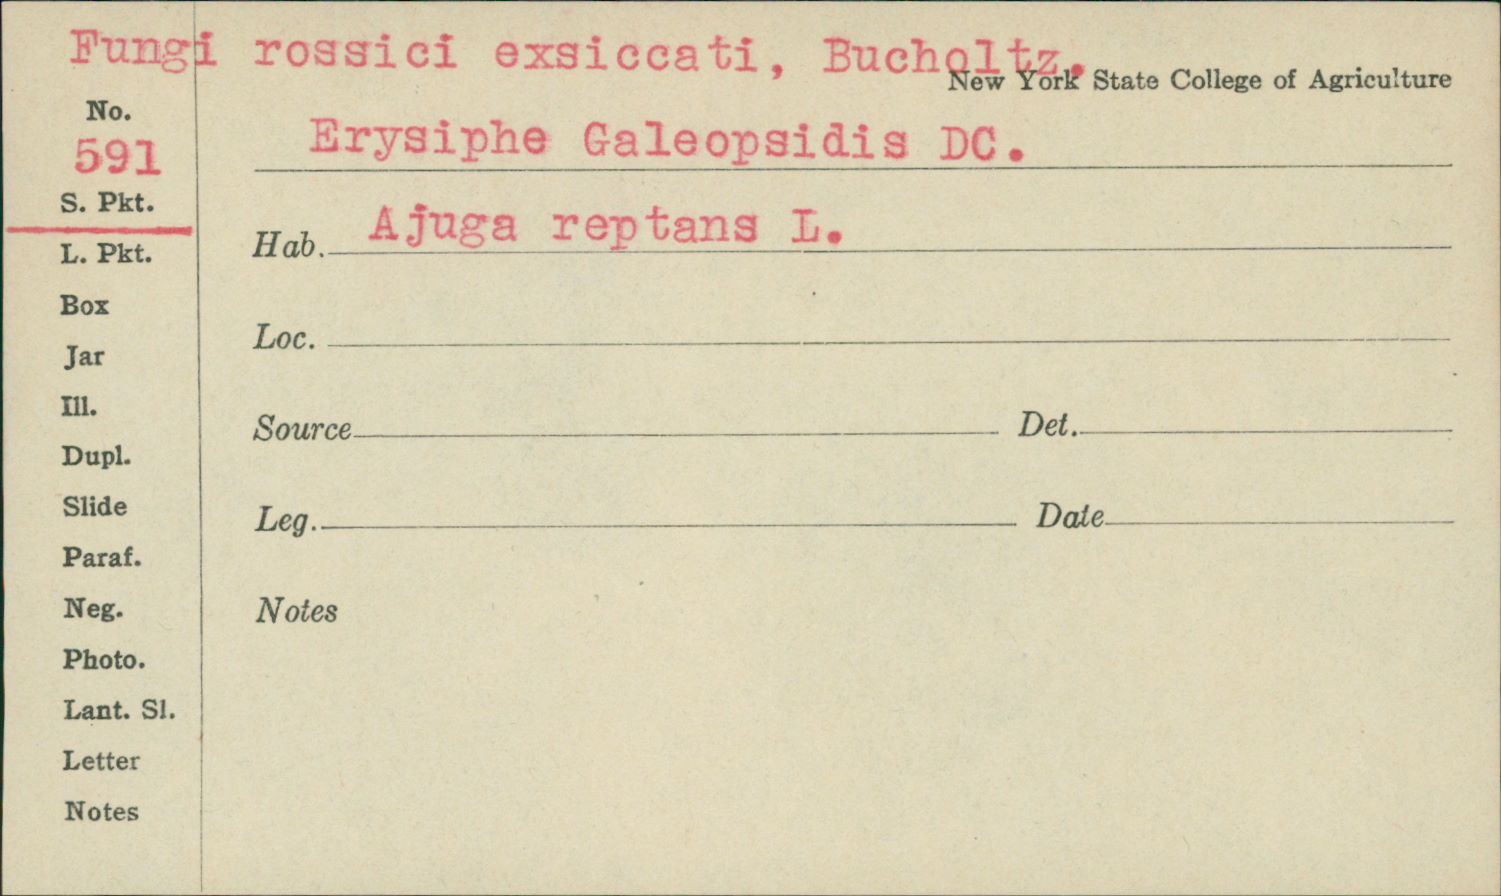 Fungi rossici exsiccati, Bucholtz.
New York State College of Agriculture
No.
591
Erysiphe Galeopsidis DC.
S. Pkt.
Hab. Ajuga reptans L.
L. Pkt.
Box
Loc.
Jar
Ill.
Source Det.
Dupl.
Slide
Leg. Date
Paraf.
Neg.
Notes
Photo.
Lant. Sl.
Letter
Notes